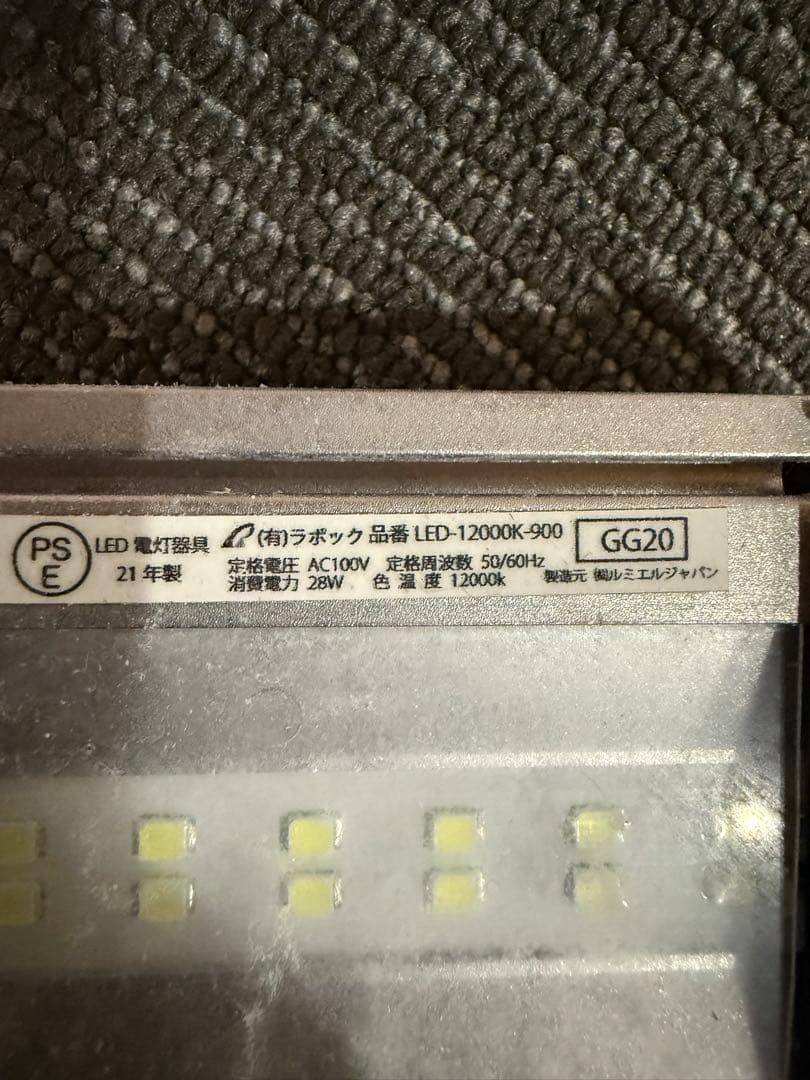 PS
E
LED 電灯器具
21 年製
(有)ラポック 品番 LED-12000K-900
定格電圧 AC100V 定格周波数 50/60Hz
消費電力 28W 色 温 度 12000k
GG20
製造元 ㈱ルミエルジャパン